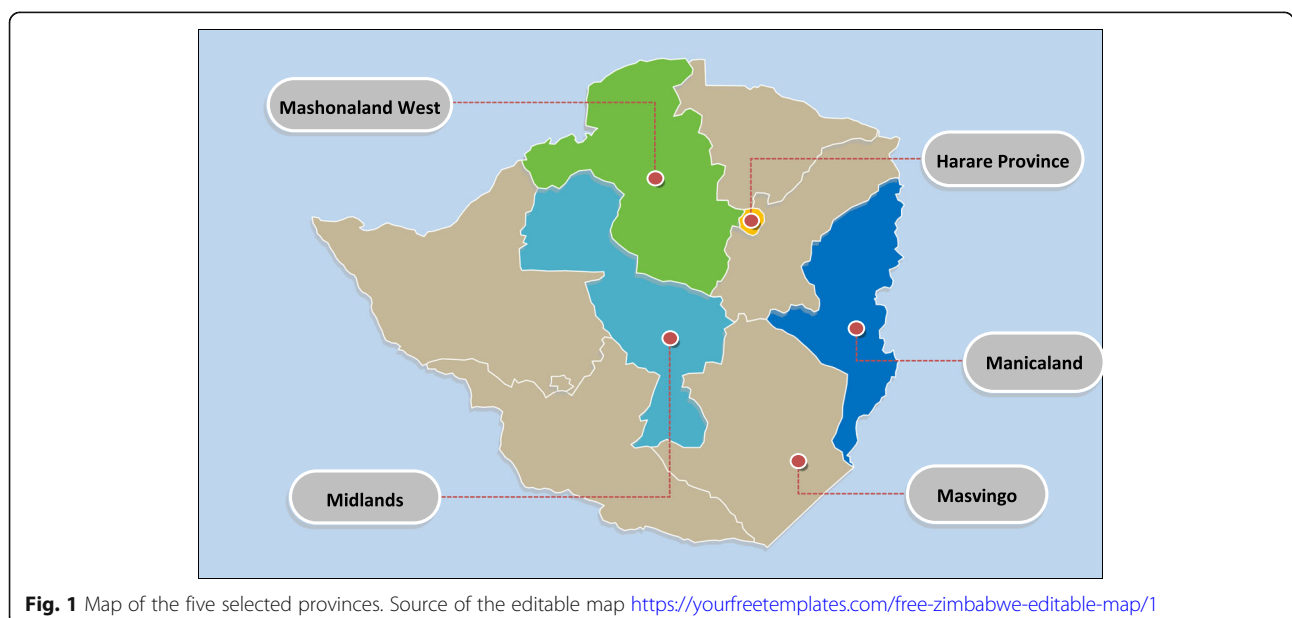 Mashonaland West
Harare Province
Manicaland
Midlands
Masvingo
Fig. 1 Map of the five selected provinces. Source of the editable map https://yourfreetemplates.com/free-zimbabwe-editable-map/1